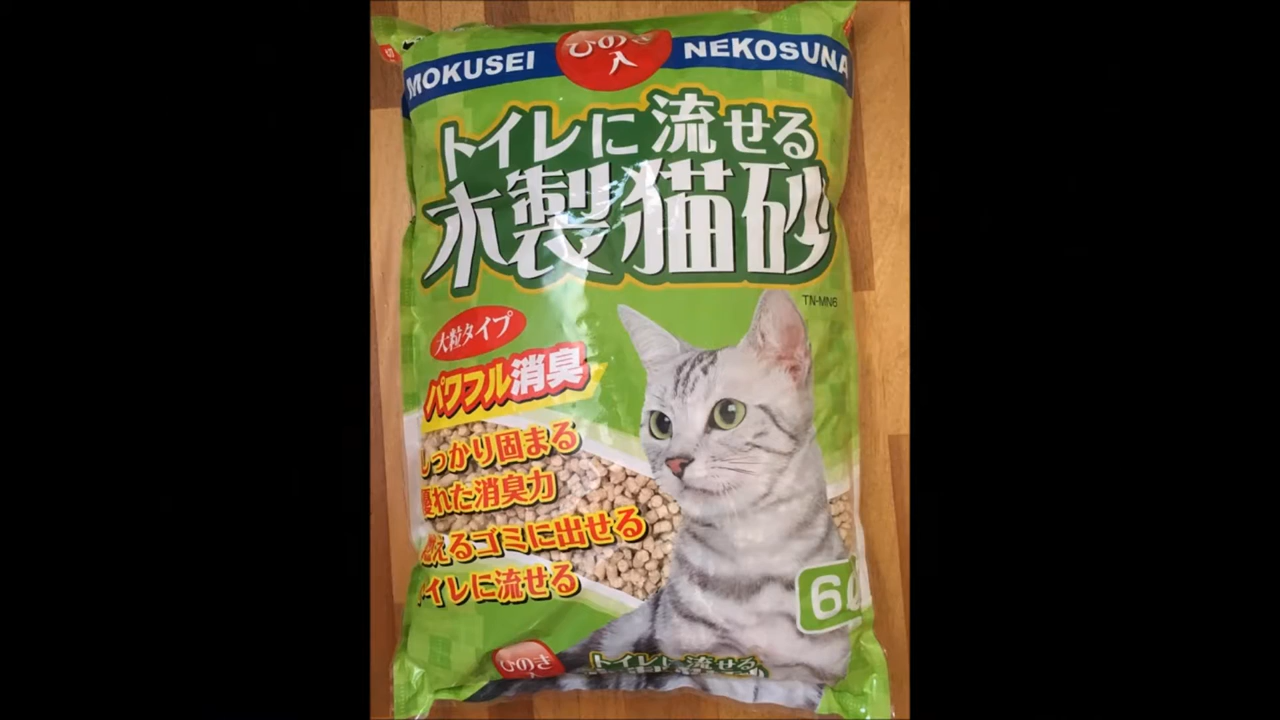 MOKUSEI ひのき入 NEKOSUNA
トイレに流せる
木製猫砂
TN-MN6
大粒タイプ
パワフル消臭
しっかり固まる
優れた消臭力
燃えるゴミに出せる
トイレに流せる
6ℓ
ひのき入
トイレに流せる